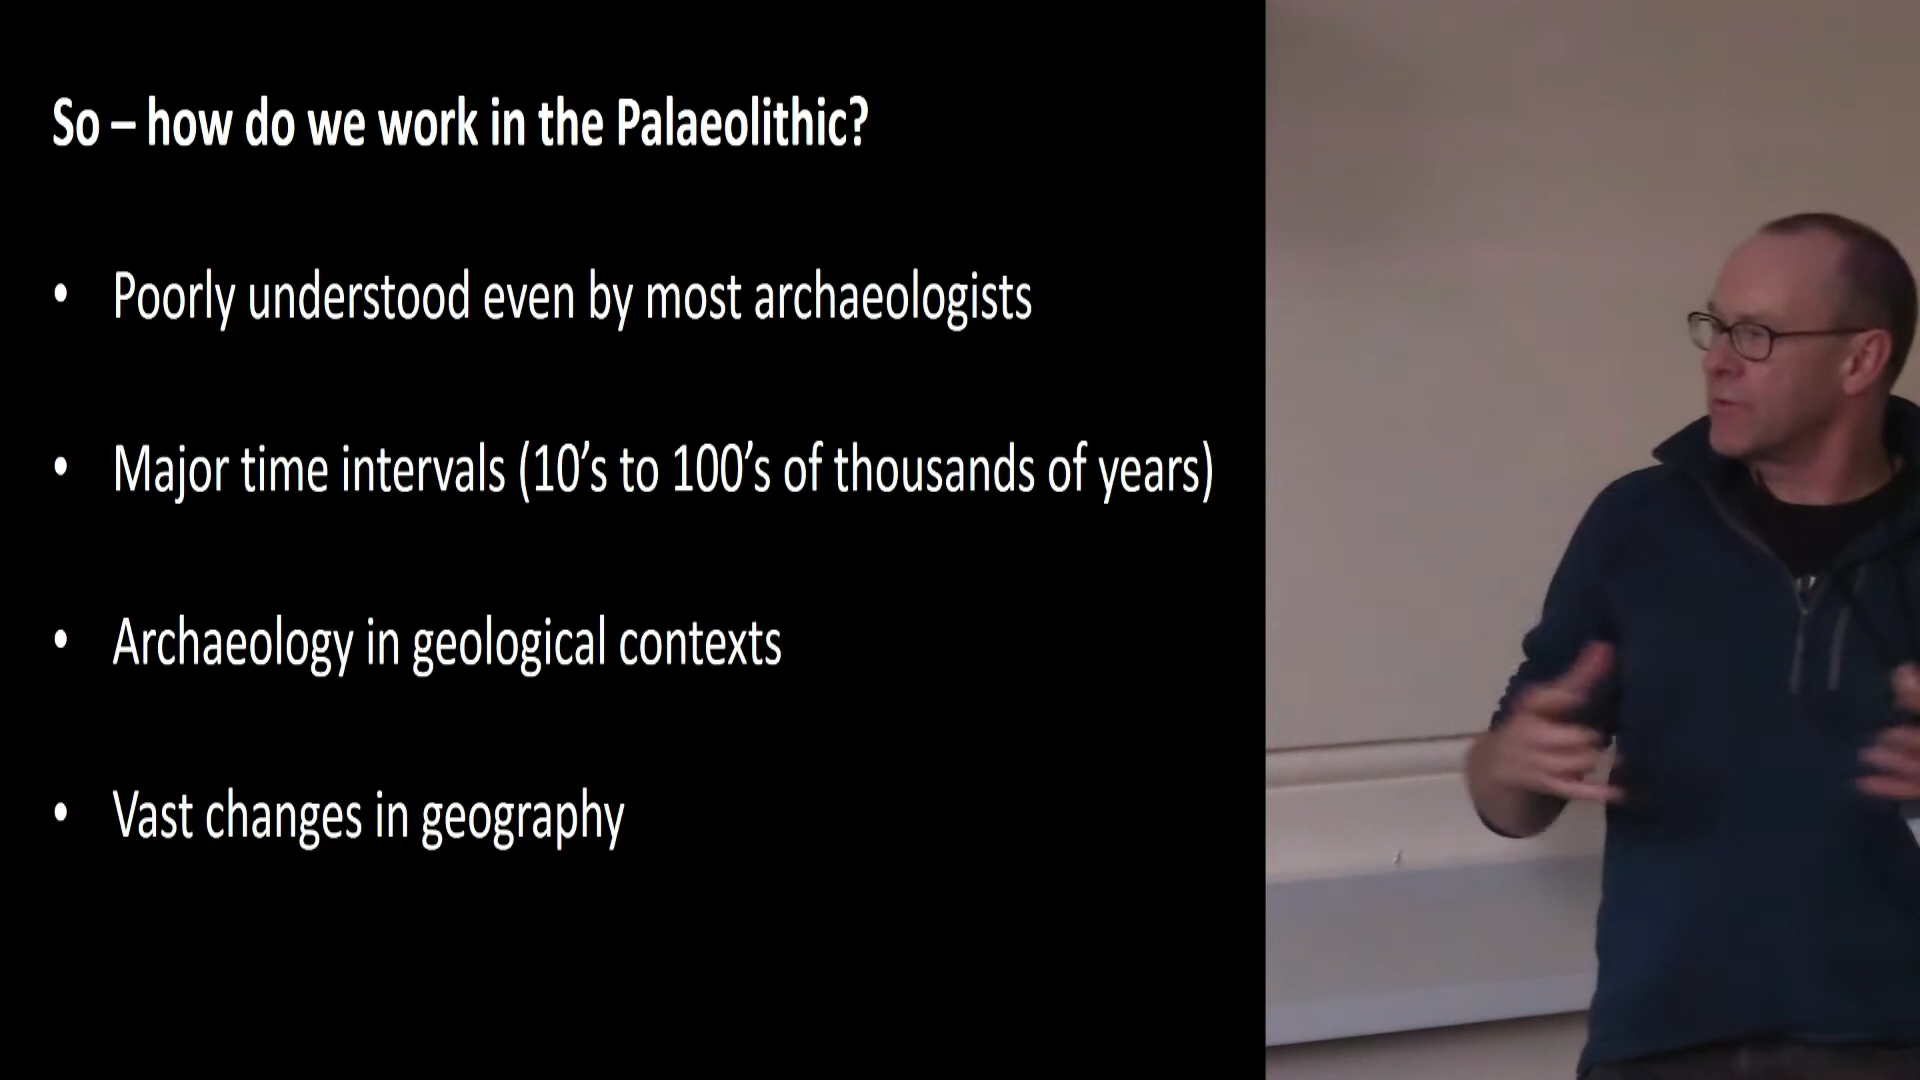 So – how do we work in the Palaeolithic?
• Poorly understood even by most archaeologists
• Major time intervals (10’s to 100’s of thousands of years)
• Archaeology in geological contexts
• Vast changes in geography